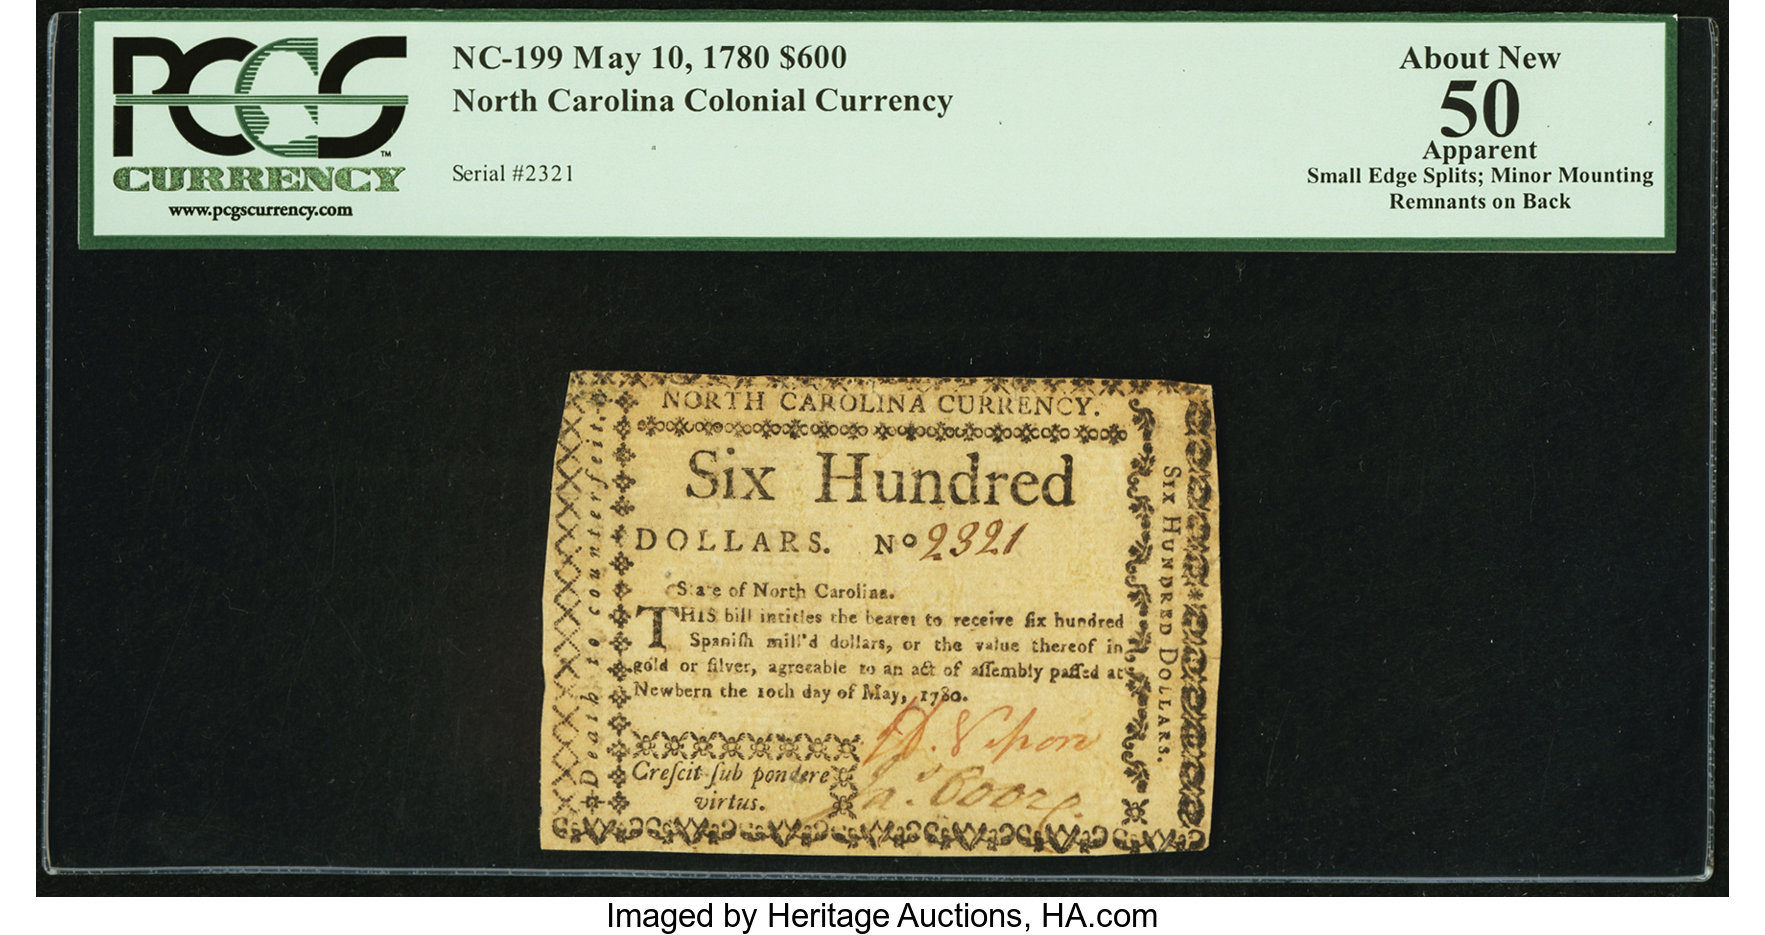 PCGS
™
CURRENCY
www.pcgscurrency.com
NC-199 May 10, 1780 $600
North Carolina Colonial Currency
Serial #2321
About New
50
Apparent
Small Edge Splits; Minor Mounting
Remnants on Back
NORTH CAROLINA CURRENCY.
Six Hundred
DOLLARS. No 2321
State of North Carolina.
THIS bill intitles the bearer to receive ſix hundred
Spaniſh mill'd dollars, or the value thereof in
gold or ſilver, agreeable to an act of aſſembly paſſed at
Newbern the 10th day of May, 1780.
Creſcit ſub pondere
virtus.
Death to counterfeit.
Six Hundred Dollars.
Imaged by Heritage Auctions, HA.com